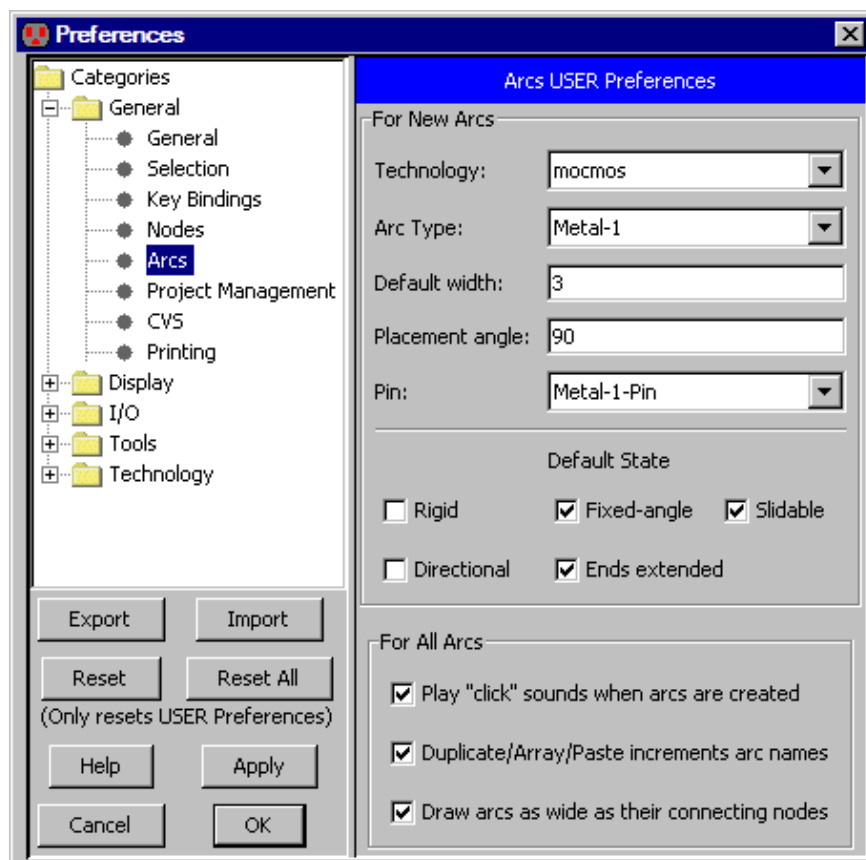 Preferences
Categories
General
General
Selection
Key Bindings
Nodes
Arcs
Project Management
CVS
Printing
Display
I/O
Tools
Technology
Export Import
Reset Reset All
(Only resets USER Preferences)
Help Apply
Cancel OK
Arcs USER Preferences
For New Arcs
Technology: mocmos
Arc Type: Metal-1
Default width: 3
Placement angle: 90
Pin: Metal-1-Pin
Default State
Rigid Fixed-angle Slidable
Directional Ends extended
For All Arcs
Play "click" sounds when arcs are created
Duplicate/Array/Paste increments arc names
Draw arcs as wide as their connecting nodes